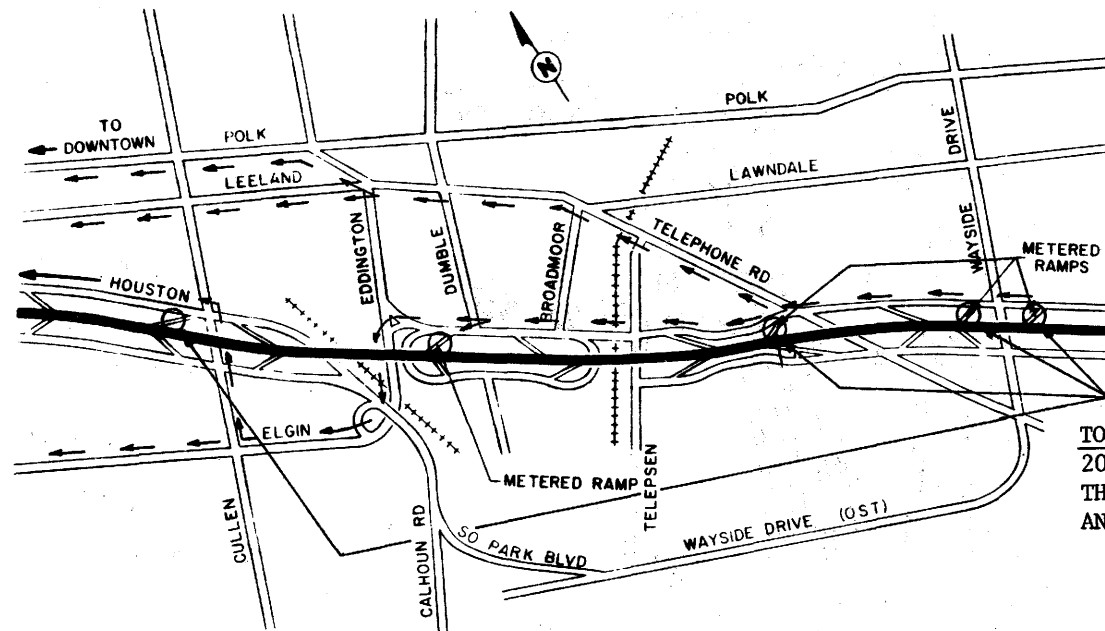 N
TO
DOWNTOWN
POLK
POLK
LEELAND
LAWNDALE
DRIVE
WAYSIDE
EDDINGTON
DUMBLE
BROADMOOR
TELEPHONE RD
METERED
RAMPS
HOUSTON
ELGIN
METERED RAMP
TELEPSEN
CULLEN
CALHOUN RD
SO PARK BLVD
WAYSIDE DRIVE (OST)
TO
20
TH
AN